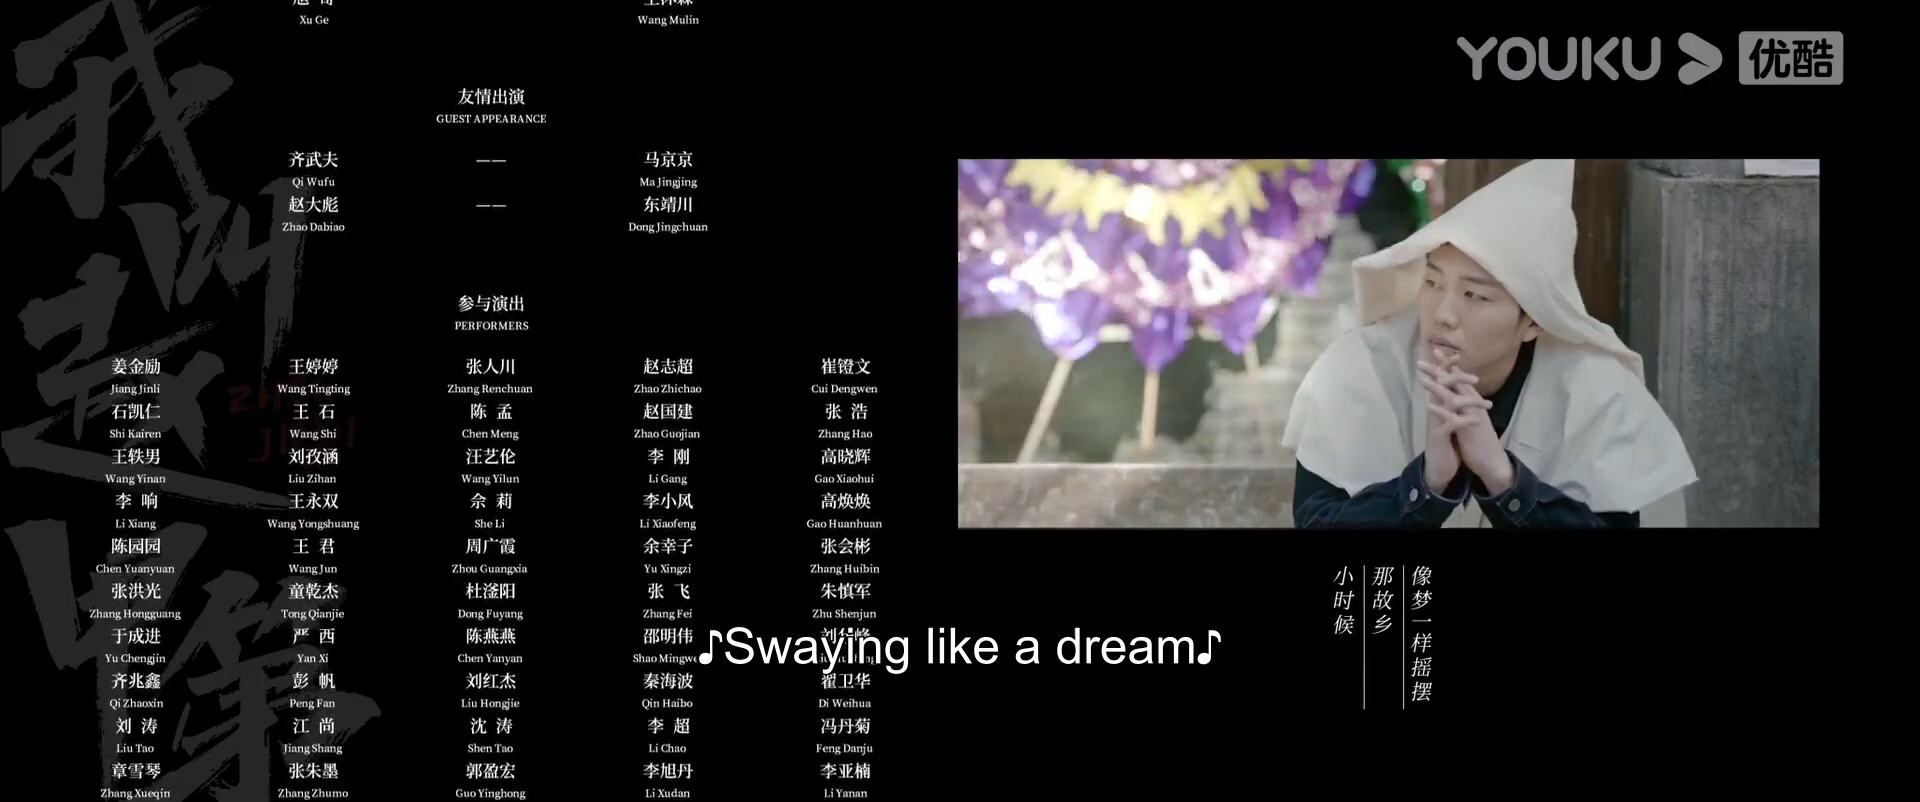 Xu Ge
Wang Mulin
YOUKU 优酷
友情出演
GUEST APPEARANCE
齐武夫 —— 马京京
Qi Wufu Ma Jingjing
赵大彪 —— 东靖川
Zhao Dabiao Dong Jingchuan
参与演出
PERFORMERS
姜金励 王婷婷 张人川 赵志超 崔镫文
Jiang Jinli Wang Tingting Zhang Renchuan Zhao Zhichao Cui Dengwen
石凯仁 王 石 陈 孟 赵国建 张 浩
Shi Kairen Wang Shi Chen Meng Zhao Guojian Zhang Hao
王轶男 刘孜涵 汪艺伦 李 刚 高晓辉
Wang Yinan Liu Zihan Wang Yilun Li Gang Gao Xiaohui
李 响 王永双 佘 莉 李小风 高焕焕
Li Xiang Wang Yongshuang She Li Li Xiaofeng Gao Huanhuan
陈园园 王 君 周广霞 余幸子 张会彬
Chen Yuanyuan Wang Jun Zhou Guangxia Yu Xingzi Zhang Huibin
张洪光 童乾杰 杜滏阳 张 飞 朱慎军
Zhang Hongguang Tong Qianjie Dong Fuyang Zhang Fei Zhu Shenjun
于成进 严 西 陈燕燕 邵明伟
Yu Chengjin Yan Xi Chen Yanyan Shao
♪Swaying like a dream♪
齐兆鑫 彭 帆 刘红杰 秦海波 翟卫华
Qi Zhaoxin Peng Fan Liu Hongjie Qin Haibo Di Weihua
刘 涛 江 尚 沈 涛 李 超 冯丹菊
Liu Tao Jiang Shang Shen Tao Li Chao Feng Danju
章雪琴 张朱墨 郭盈宏 李旭丹 李亚楠
Zhang Xueqin Zhang Zhumo Guo Yinghong Li Xudan Li Yanan
像梦一样摇摆
那故乡
小时候
我叫赵甲第